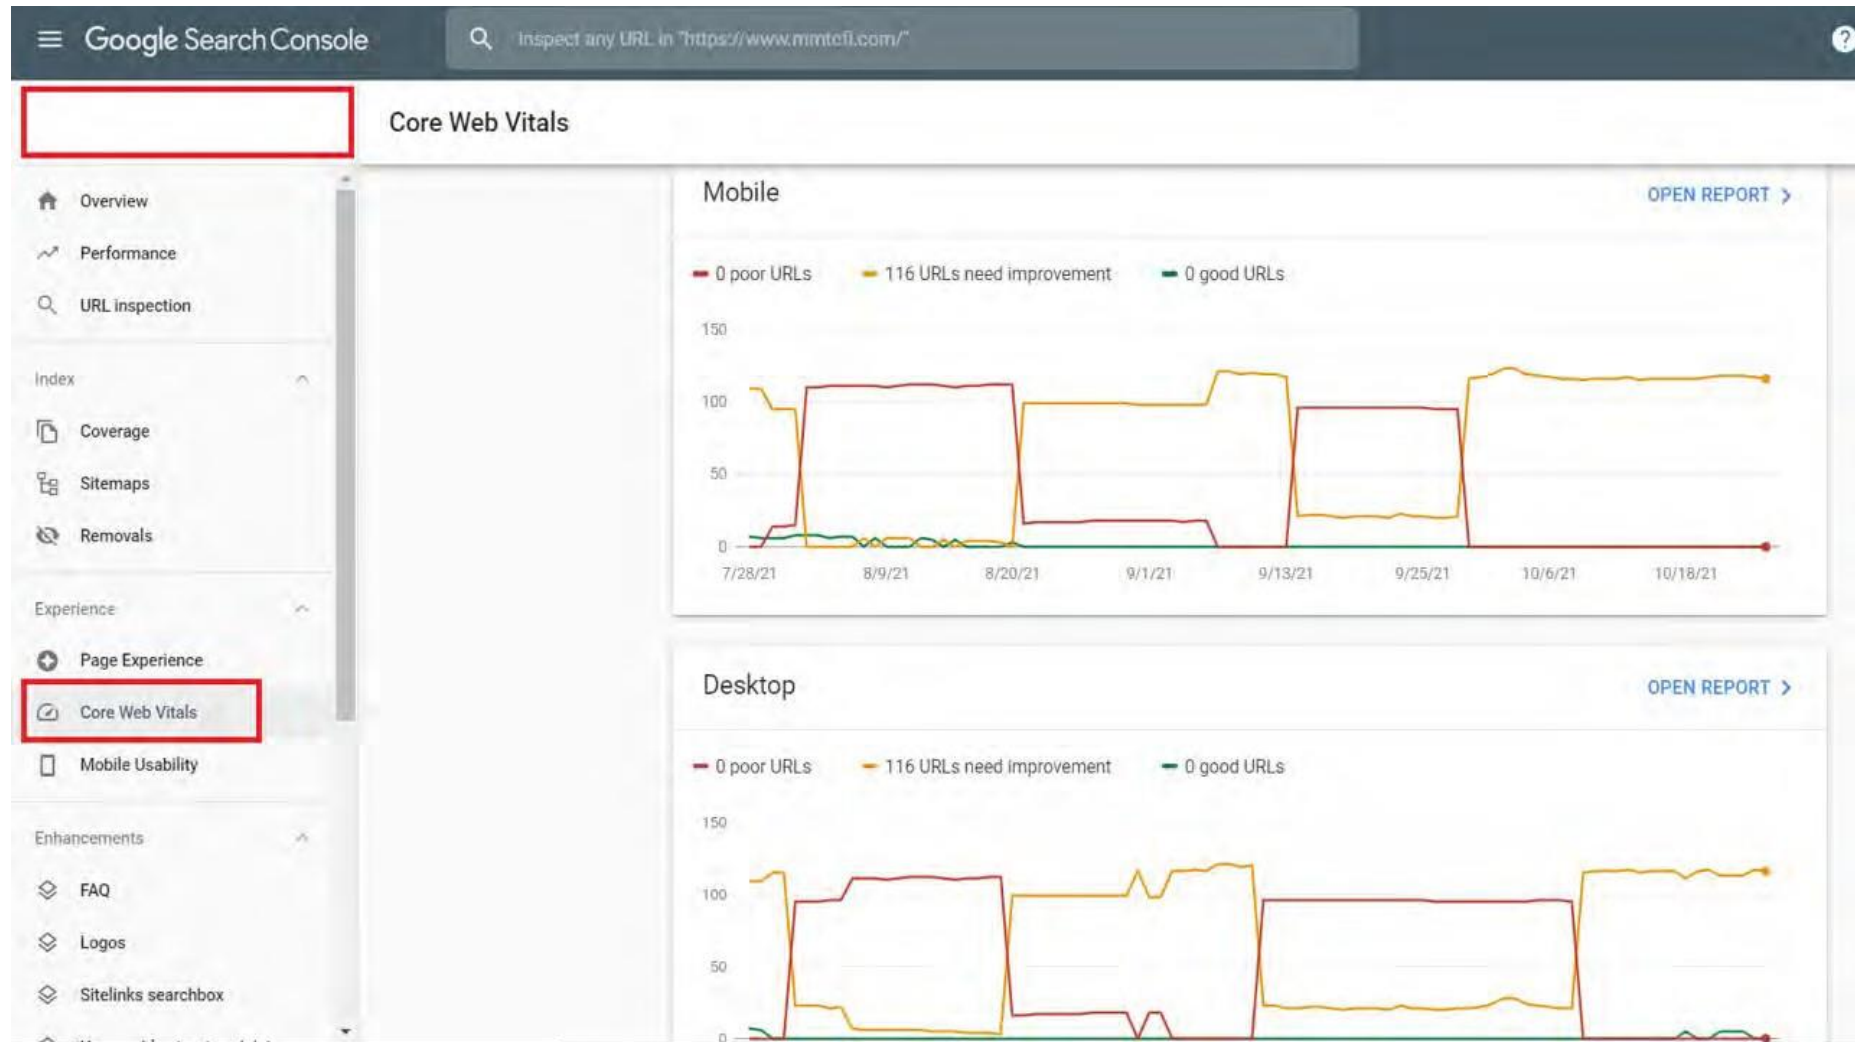 Google Search Console
Inspect any URL in "https://www.mmtcfl.com/"
Core Web Vitals
Overview
Performance
URL inspection
Index
Coverage
Sitemaps
Removals
Experience
Page Experience
Core Web Vitals
Mobile Usability
Enhancements
FAQ
Logos
Sitelinks searchbox
Mobile
OPEN REPORT
0 poor URLs 116 URLs need improvement 0 good URLs
150
100
50
0
7/28/21 8/9/21 8/20/21 9/1/21 9/13/21 9/25/21 10/6/21 10/18/21
Desktop
OPEN REPORT
0 poor URLs 116 URLs need improvement 0 good URLs
150
100
50
0